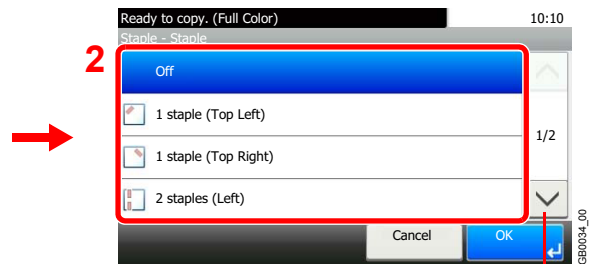 Ready to copy. (Full Color) 10:10
Staple - Staple
2
Off
1 staple (Top Left)
1/2
1 staple (Top Right)
2 staples (Left)
Cancel OK
GB0034_00